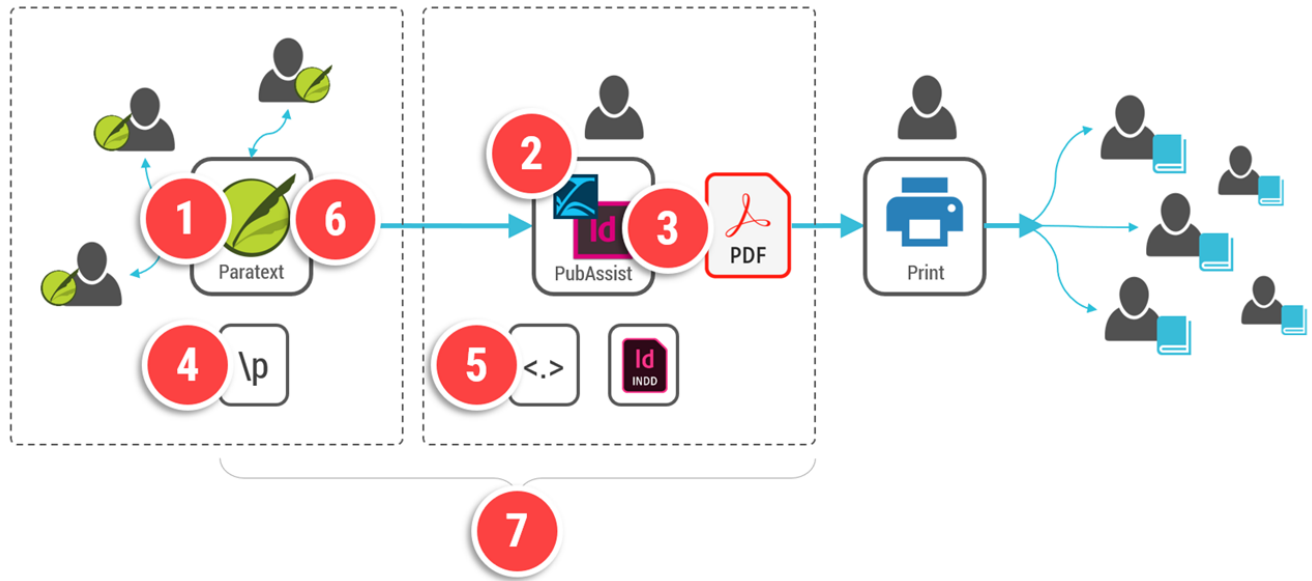 2
1
6
Id
3
PDF
Paratext
PubAssist
Print
4
\p
5
<.>
Id
INDD
7